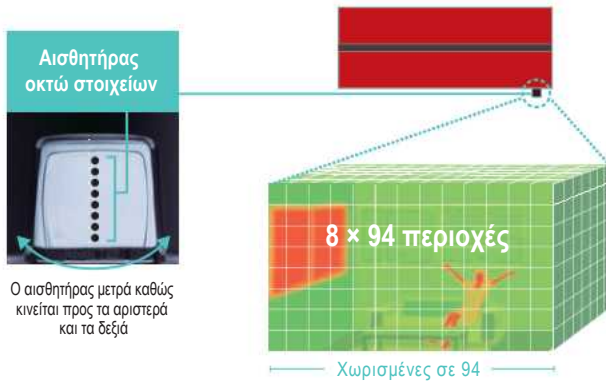 Αισθητήρας
οκτώ στοιχείων
Ο αισθητήρας μετρά καθώς
κινείται προς τα αριστερά
και τα δεξιά
8 × 94 περιοχές
Χωρισμένες σε 94